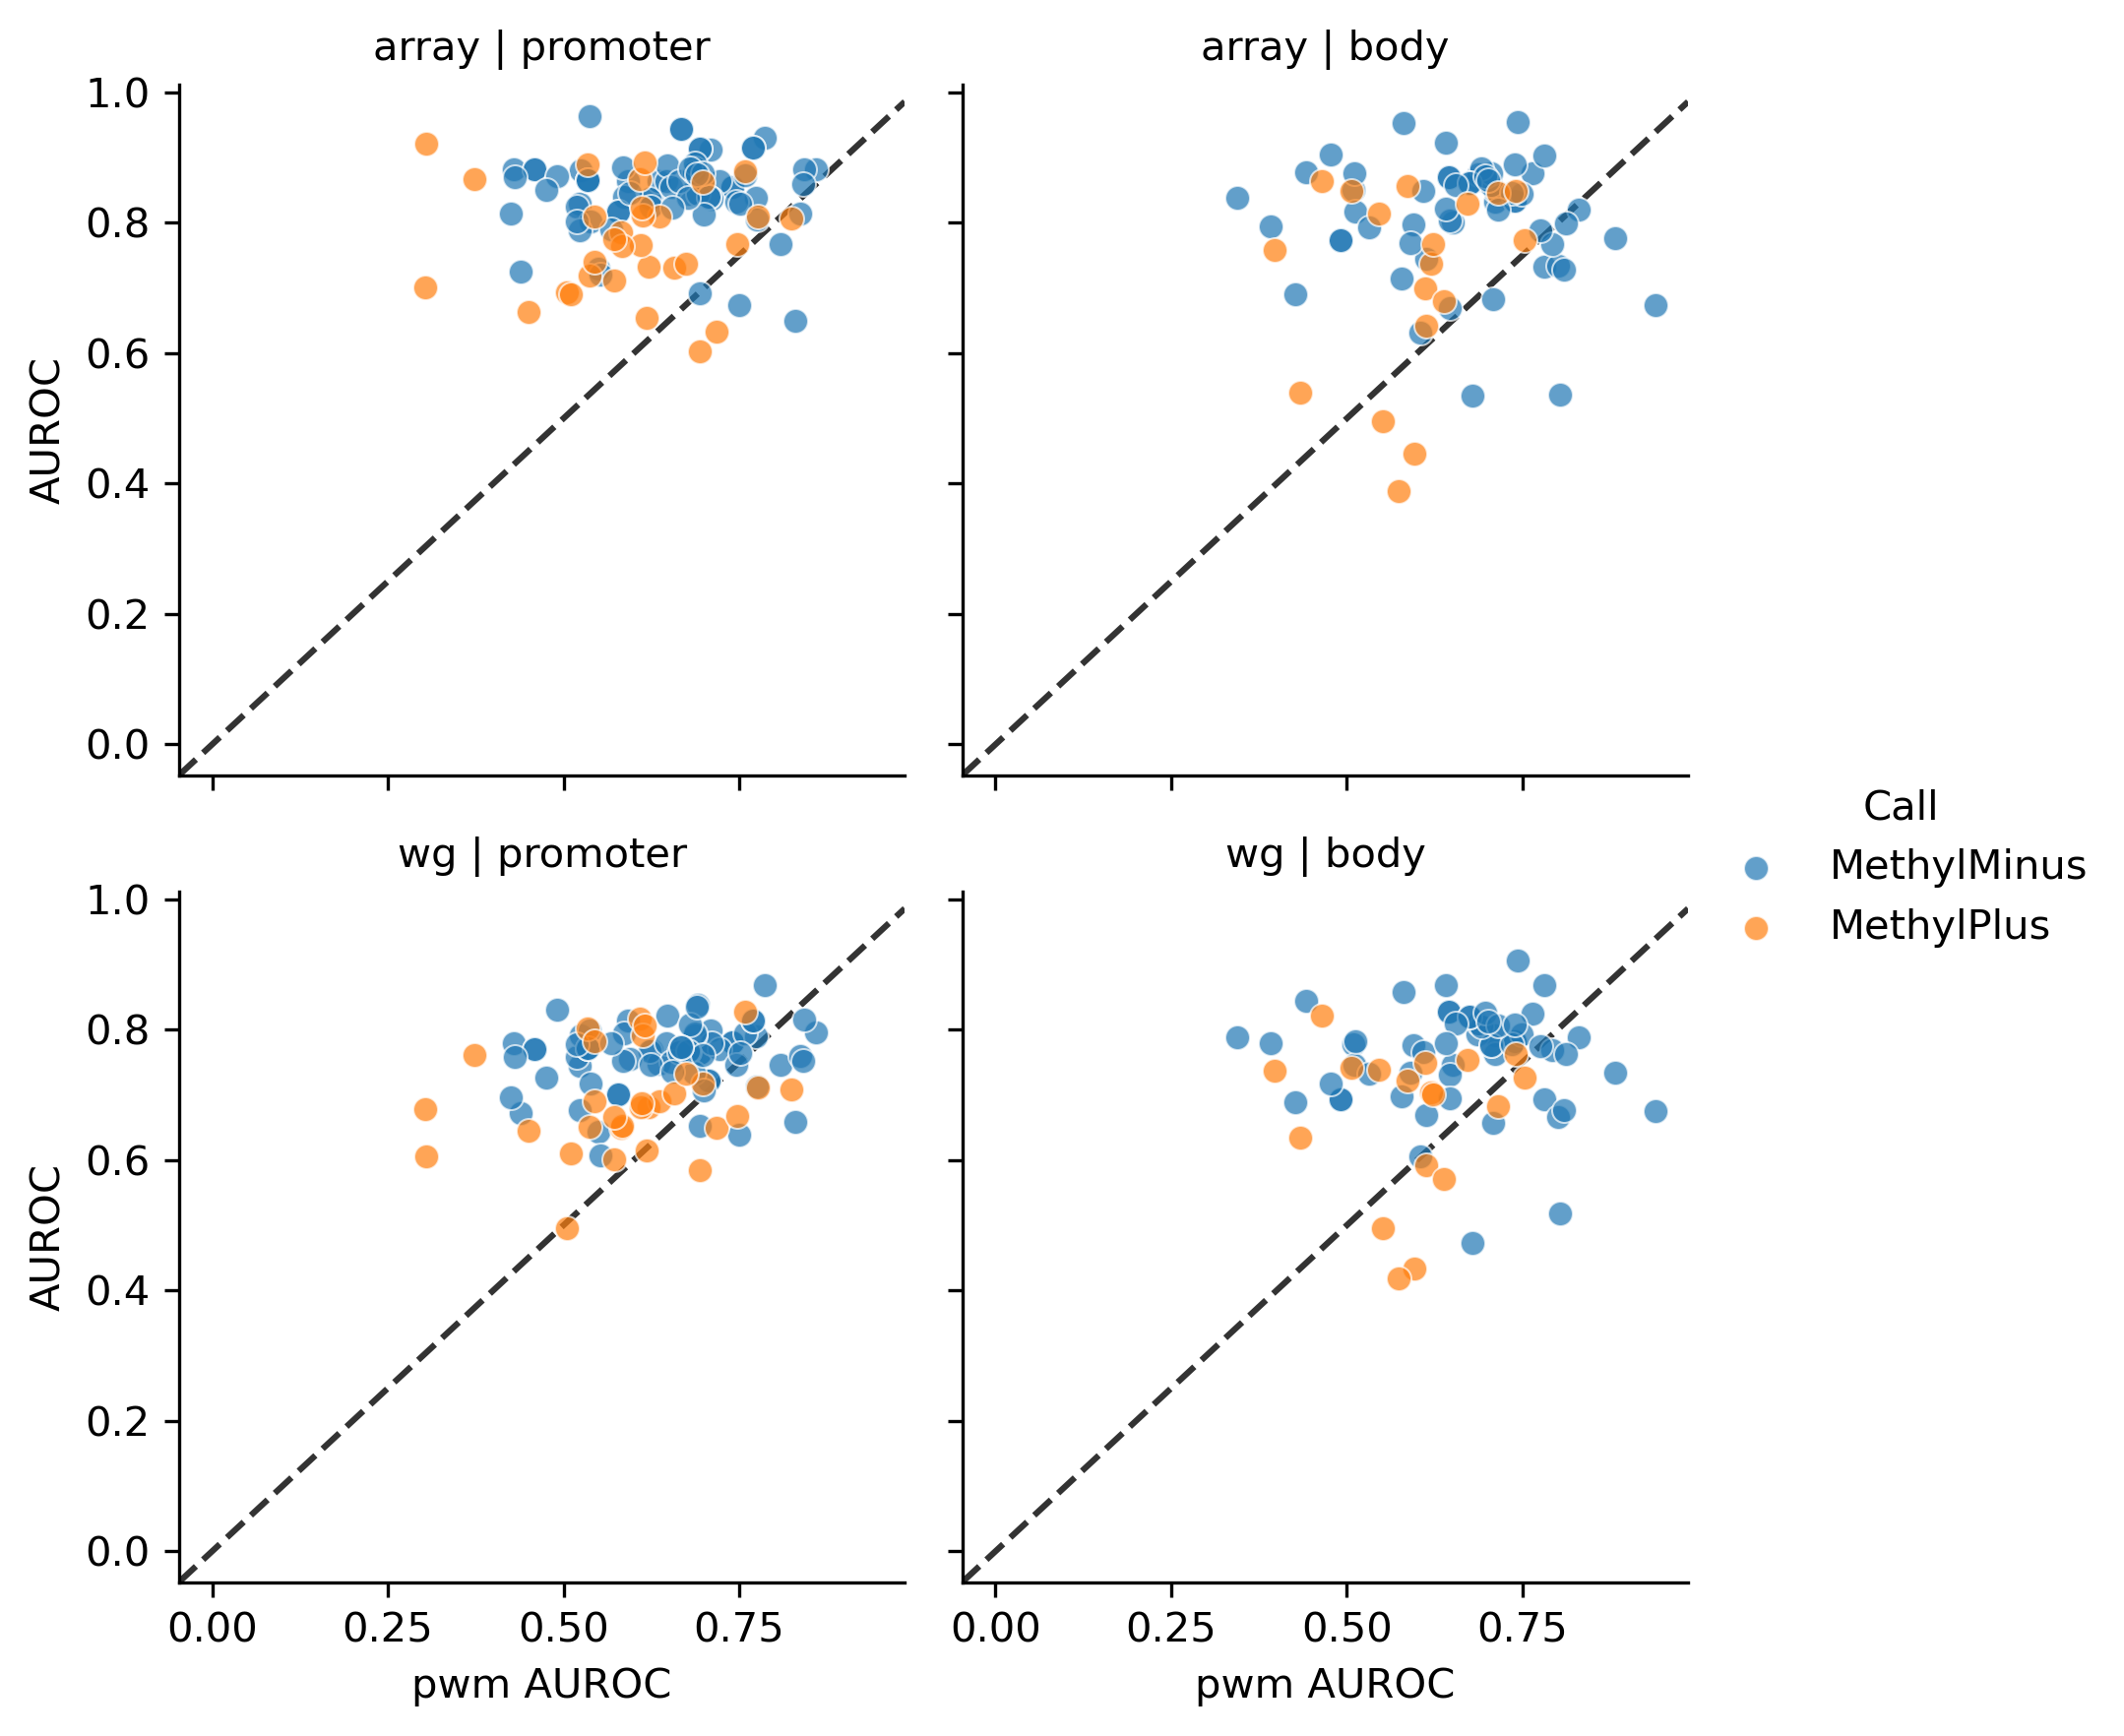 array | promoter
array | body
1.0
0.8
0.6
0.4
0.2
0.0
AUROC
wg | promoter
wg | body
Call
MethylMinus
MethylPlus
1.0
0.8
0.6
0.4
0.2
0.0
AUROC
0.00 0.25 0.50 0.75
0.00 0.25 0.50 0.75
pwm AUROC
pwm AUROC